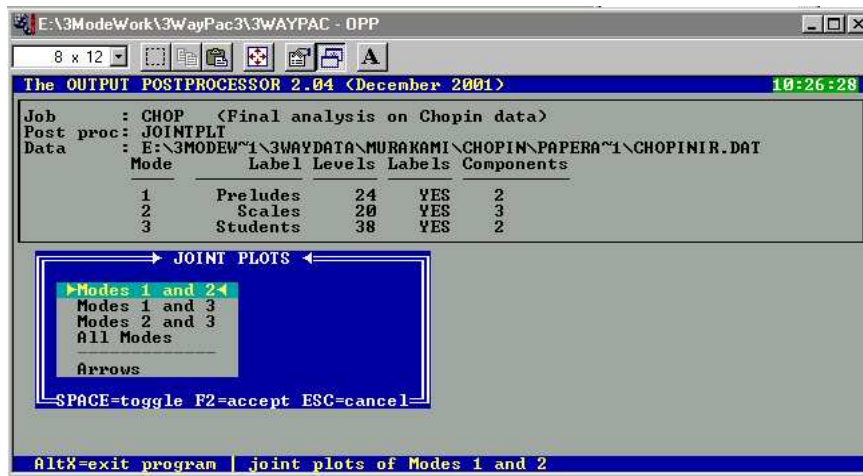 E:\3ModeWork\3WayPac3\3WAYPAC - OPP
8 x 12
A
The OUTPUT POSTPROCESSOR 2.04 (December 2001) 10:26:28
Job : CHOP (Final analysis on Chopin data)
Post proc: JOINTPLT
Data : E:\3MODEW~1\3WAYDATA\MURAKAMI\CHOPIN\PAPERA~1\CHOPINIR.DAT
Mode Label Levels Labels Components
1 Preludes 24 YES 2
2 Scales 20 YES 3
3 Students 38 YES 2
JOINT PLOTS
Modes 1 and 2
Modes 1 and 3
Modes 2 and 3
All Modes
Arrows
SPACE=toggle F2=accept ESC=cancel
AltX=exit program | joint plots of Modes 1 and 2